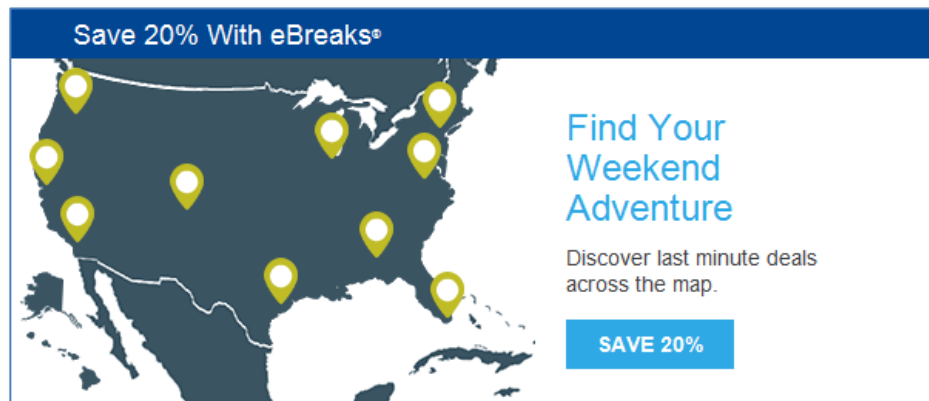 Save 20% With eBreaks®
Find Your
Weekend
Adventure
Discover last minute deals
across the map.
SAVE 20%